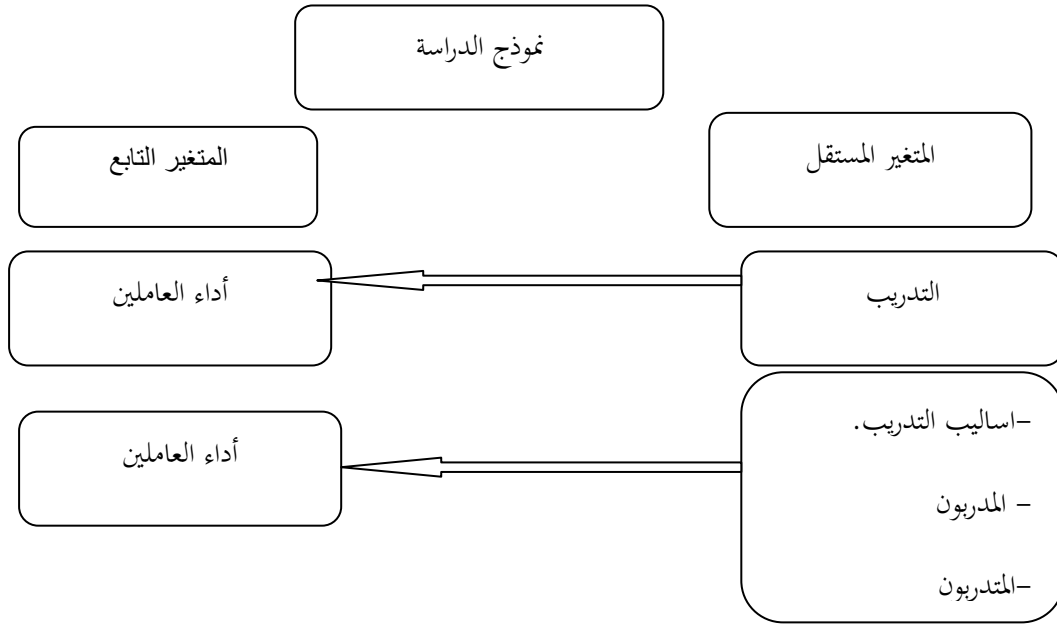 نموذج الدراسة
المتغير المستقل
المتغير التابع
التدريب
أداء العاملين
–اساليب التدريب.
– المدربون
–المتدربون
أداء العاملين